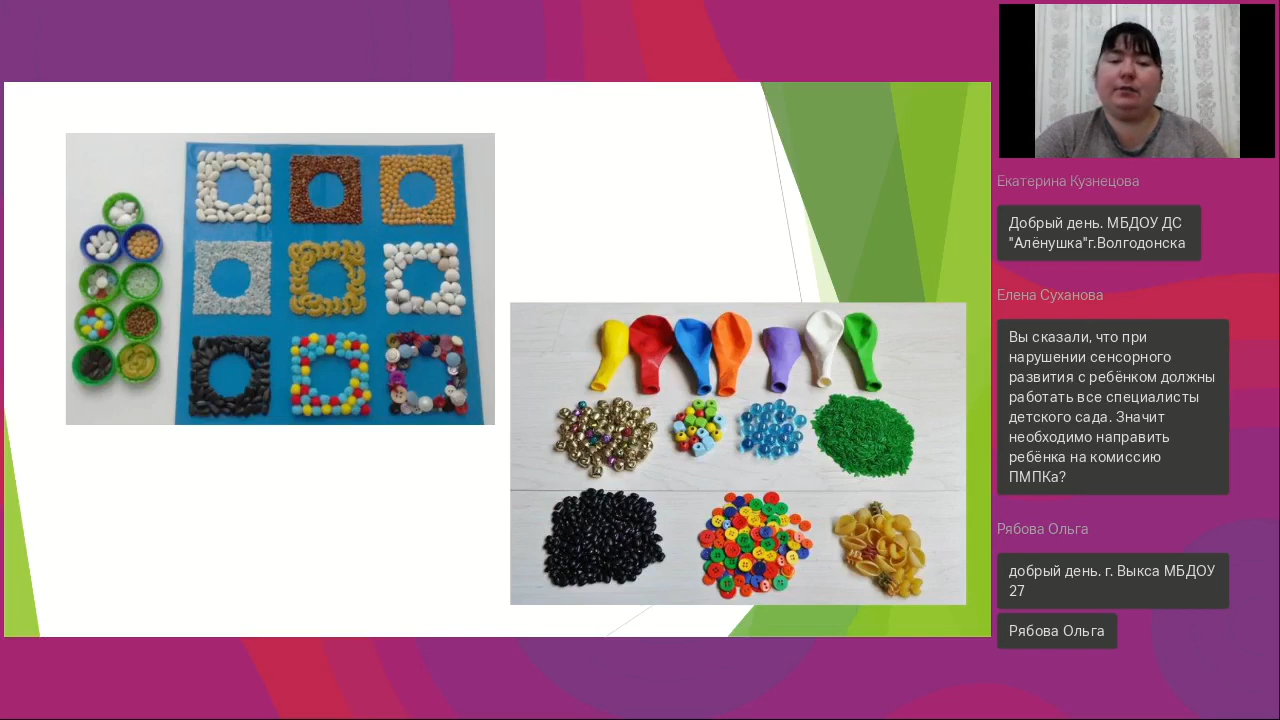 Екатерина Кузнецова
Добрый день. МБДОУ ДС
"Алёнушка"г.Волгодонска
Елена Суханова
Вы сказали, что при
нарушении сенсорного
развития с ребёнком должны
работать все специалисты
детского сада. Значит
необходимо направить
ребёнка на комиссию
ПМПКа?
Рябова Ольга
добрый день. г. Выкса МБДОУ
27
Рябова Ольга